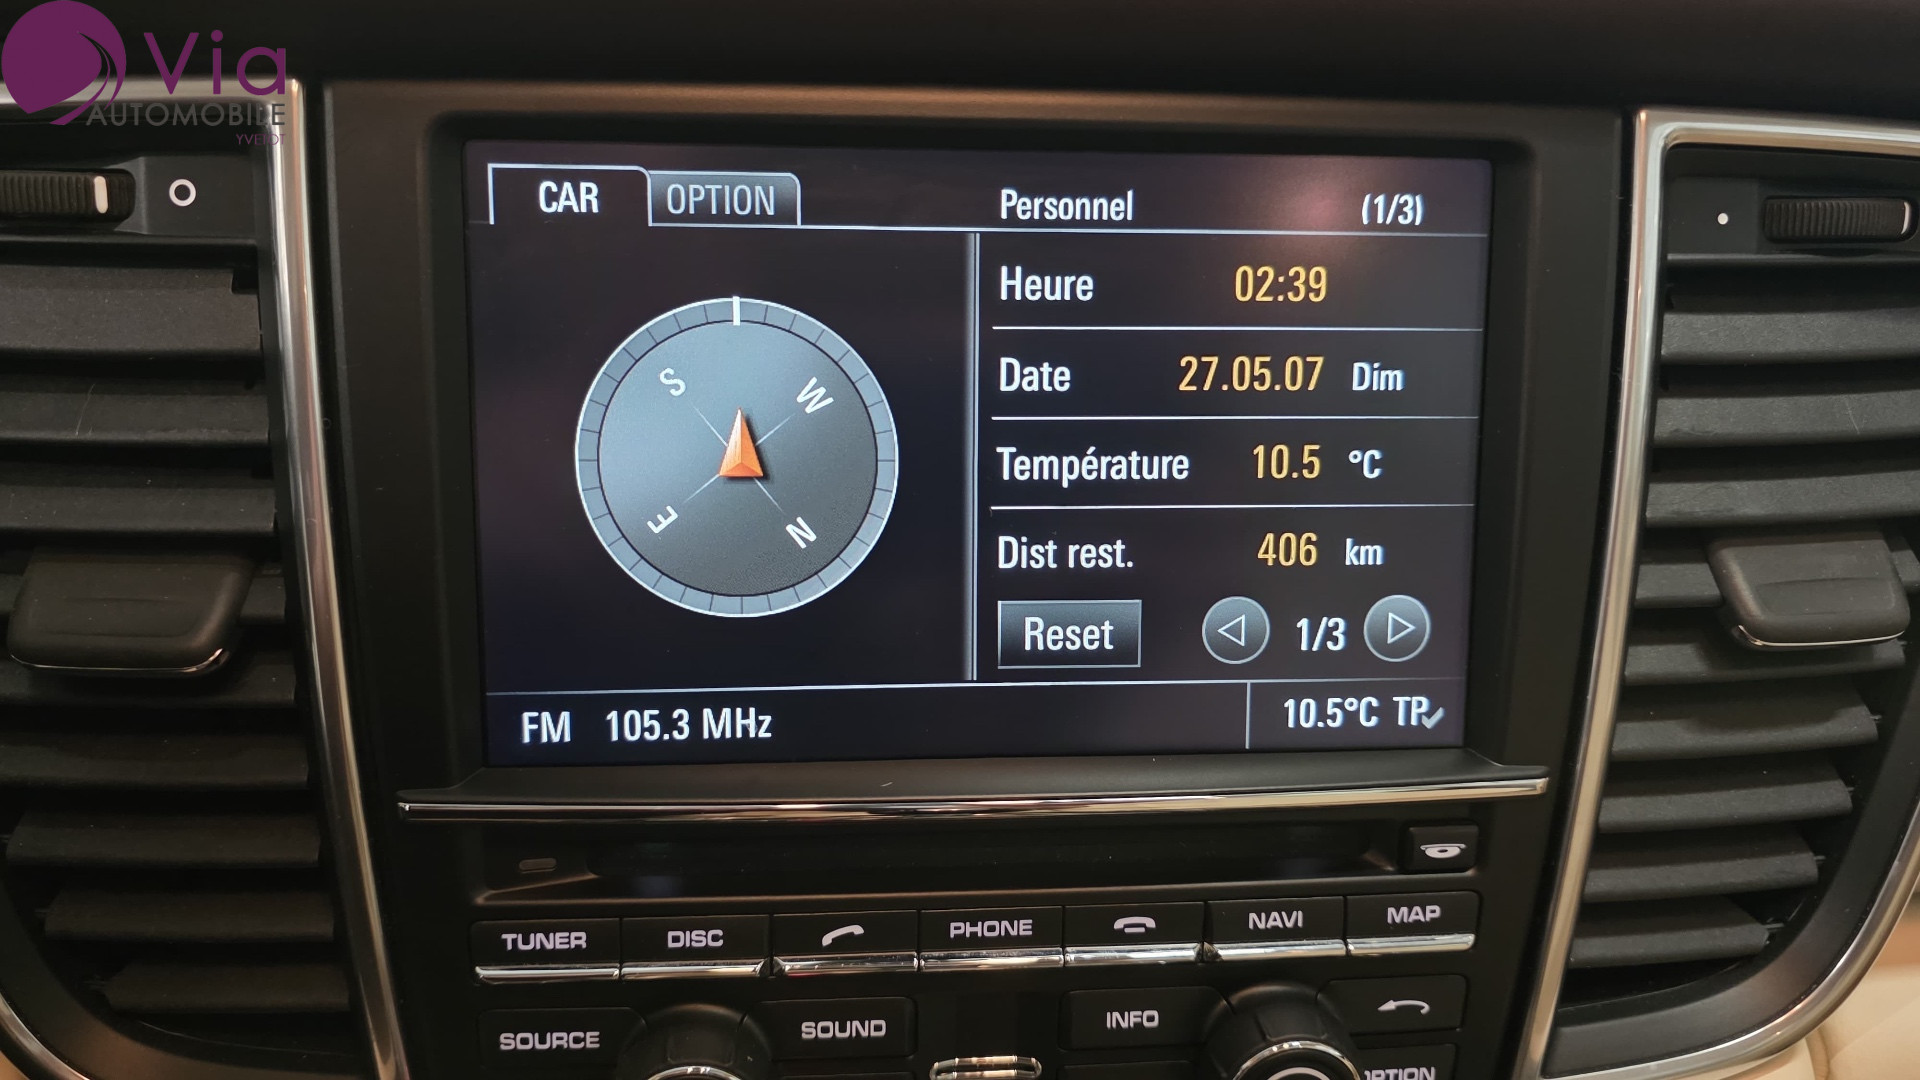 Via
AUTOMOBILE
YVETOT
CAR OPTION Personnel (1/3)
Heure 02:39
Date 27.05.07 Dim
Température 10.5 °C
Dist rest. 406 km
Reset 1/3
S W E N
FM 105.3 MHz 10.5°C TP
TUNER DISC PHONE NAVI MAP
SOURCE SOUND INFO
OPTION